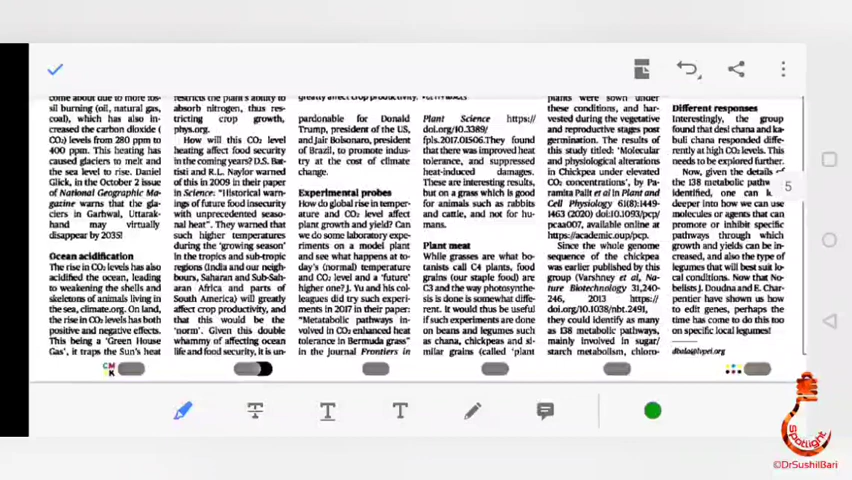 come about due to more fos-
sil burning (oil, natural gas,
coal), which has also in-
creased the carbon dioxide (
CO₂) levels from 280 ppm to
400 ppm. This heating has
caused glaciers to melt and
the sea level to rise. Daniel
Glick, in the October 2 issue
of National Geographic Ma-
gazine warns that the gla-
ciers in Garhwal, Uttarak-
hand may virtually
disappear by 2035!
Ocean acidification
The rise in CO₂ levels has also
acidified the ocean, leading
to weakening the shells and
skeletons of animals living in
the sea, climate.org. On land,
the rise in CO₂ levels has both
positive and negative effects.
This being a 'Green House
Gas', it traps the Sun's heat
restricts the plant's ability to
absorb nitrogen, thus res-
tricting crop growth,
phys.org.
How will this CO₂ level
heating affect food security
in the coming years? D.S. Bat-
tisti and R.L. Naylor warned
of this in 2009 in their paper
in Science: "Historical warn-
ings of future food insecurity
with unprecedented seaso-
nal heat". They warned that
such higher temperatures
during the 'growing season'
in the tropics and sub-tropic
regions (India and our neigh-
bours, Saharan and Sub-Sah-
aran Africa and parts of
South America) will greatly
affect crop productivity, and
that this would be the
'norm'. Given this double
whammy of affecting ocean
life and food security, it is un-
greatly affect crop productivity.
pardonable for Donald
Trump, president of the US,
and Jair Bolsonaro, president
of Brazil, to promote indus-
try at the cost of climate
change.
Experimental probes
How do global rise in temper-
ature and CO₂ level affect
plant growth and yield? Can
we do some laboratory expe-
riments on a model plant
and see what happens at to-
day's (normal) temperature
and CO₂ level and a 'future'
higher one? J. Yu and his col-
leagues did try such experi-
ments in 2017 in their paper:
"Metabolic pathways in-
volved in CO₂ enhanced heat
tolerance in Bermuda grass"
in the journal Frontiers in
Plant Science https://
doi.org/10.3389/
fpls.2017.01506.They found
that there was improved heat
tolerance, and suppressed
heat-induced damages.
These are interesting results,
but on a grass which is good
for animals such as rabbits
and cattle, and not for hu-
mans.
Plant meat
While grasses are what bo-
tanists call C4 plants, food
grains (our staple food) are
C3 and the way photosynthe-
sis is done is somewhat diffe-
rent. It would thus be useful
if such experiments are done
on beans and legumes such
as chana, chickpeas and si-
milar grains (called 'plant
plants were sown under
these conditions, and har-
vested during the vegetative
and reproductive stages post
germination. The results of
this study titled: 'Molecular
and physiological alterations
in Chickpea under elevated
CO₂ concentrations', by Pa-
ramita Palit et al in Plant and
Cell Physiology 61(8):1449-
1463 (2020) doi:10.1093/pcp/
pcaa007, available online at
https://academic.oup/pcp.
Since the whole genome
sequence of the chickpea
was earlier published by this
group (Varshney et al, Na-
ture Biotechnology 31,240-
246, 2013 https://
doi.org/10.1038/nbt.2491,
they could identify as many
as 138 metabolic pathways,
mainly involved in sugar/
starch metabolism, chloro-
Different responses
Interestingly, the group
found that desi chana and ka-
buli chana responded diffe-
rently at high CO₂ levels. This
needs to be explored further.
Now, given the details of
the 138 metabolic pathw
identified, one can
deeper into how we can use
molecules or agents that can
promote or inhibit specific
pathways through which
growth and yields can be in-
creased, and also the type of
legumes that will best suit lo-
cal conditions. Now that No-
belists J. Doudna and E. Char-
pentier have shown us how
to edit genes, perhaps the
time has come to do this too
on specific local legumes!
dbala@lvpei.org
5
CM
K
T
T
Spotlight
©DrSushilBari